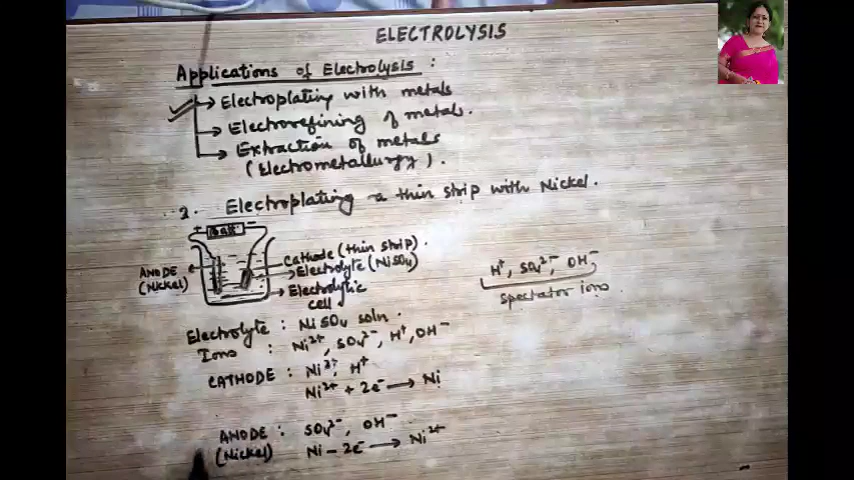 ELECTROLYSIS
Applications of Electrolysis :
→ Electroplating with metals
→ Electrorefining of metals.
→ Extraction of metals
(Electrometallurgy).
2. Electroplating a thin strip with Nickel.
+ Batt −
Cathode (thin strip).
ANODE
(Nickel)
Electrolyte (NiSO4)
Electrolytic
cell.
H⁺, SO4²⁻, OH⁻
spectator ions.
Electrolyte : NiSO4 soln.
Ions : Ni²⁺, SO4²⁻, H⁺, OH⁻
CATHODE : Ni²⁺, H⁺
Ni²⁺ + 2e⁻ → Ni
ANODE : SO4²⁻, OH⁻
(Nickel) Ni − 2e⁻ → Ni²⁺